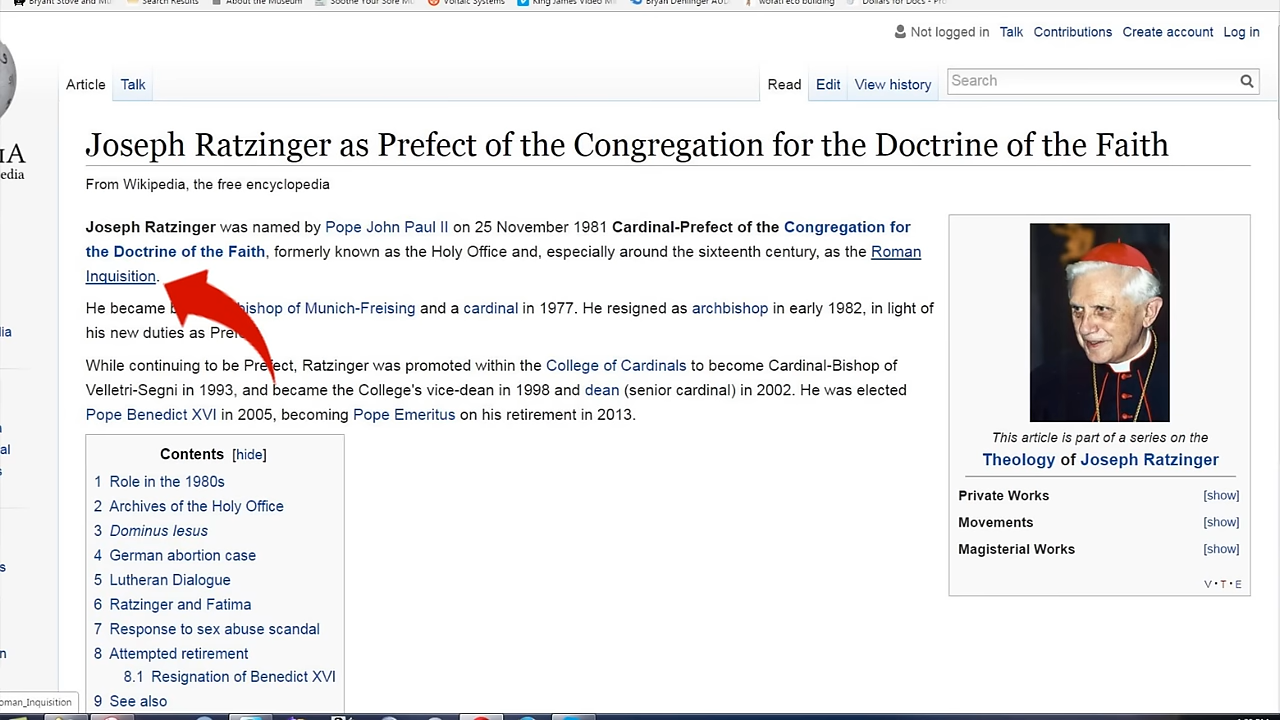 Search Results
About the Museum
Voltaic Systems
Not logged in Talk Contributions Create account Log in
Article Talk Read Edit View history Search
Joseph Ratzinger as Prefect of the Congregation for the Doctrine of the Faith
From Wikipedia, the free encyclopedia
Joseph Ratzinger was named by Pope John Paul II on 25 November 1981 Cardinal-Prefect of the Congregation for
the Doctrine of the Faith, formerly known as the Holy Office and, especially around the sixteenth century, as the Roman
Inquisition.
He became bishop of Munich-Freising and a cardinal in 1977. He resigned as archbishop in early 1982, in light of
his new duties as Pref
While continuing to be Prefect, Ratzinger was promoted within the College of Cardinals to become Cardinal-Bishop of
Velletri-Segni in 1993, and became the College's vice-dean in 1998 and dean (senior cardinal) in 2002. He was elected
Pope Benedict XVI in 2005, becoming Pope Emeritus on his retirement in 2013.
Contents [hide]
1 Role in the 1980s
2 Archives of the Holy Office
3 Dominus Iesus
4 German abortion case
5 Lutheran Dialogue
6 Ratzinger and Fatima
7 Response to sex abuse scandal
8 Attempted retirement
8.1 Resignation of Benedict XVI
9 See also
This article is part of a series on the
Theology of Joseph Ratzinger
Private Works [show]
Movements [show]
Magisterial Works [show]
V · T · E
oman_Inquisition